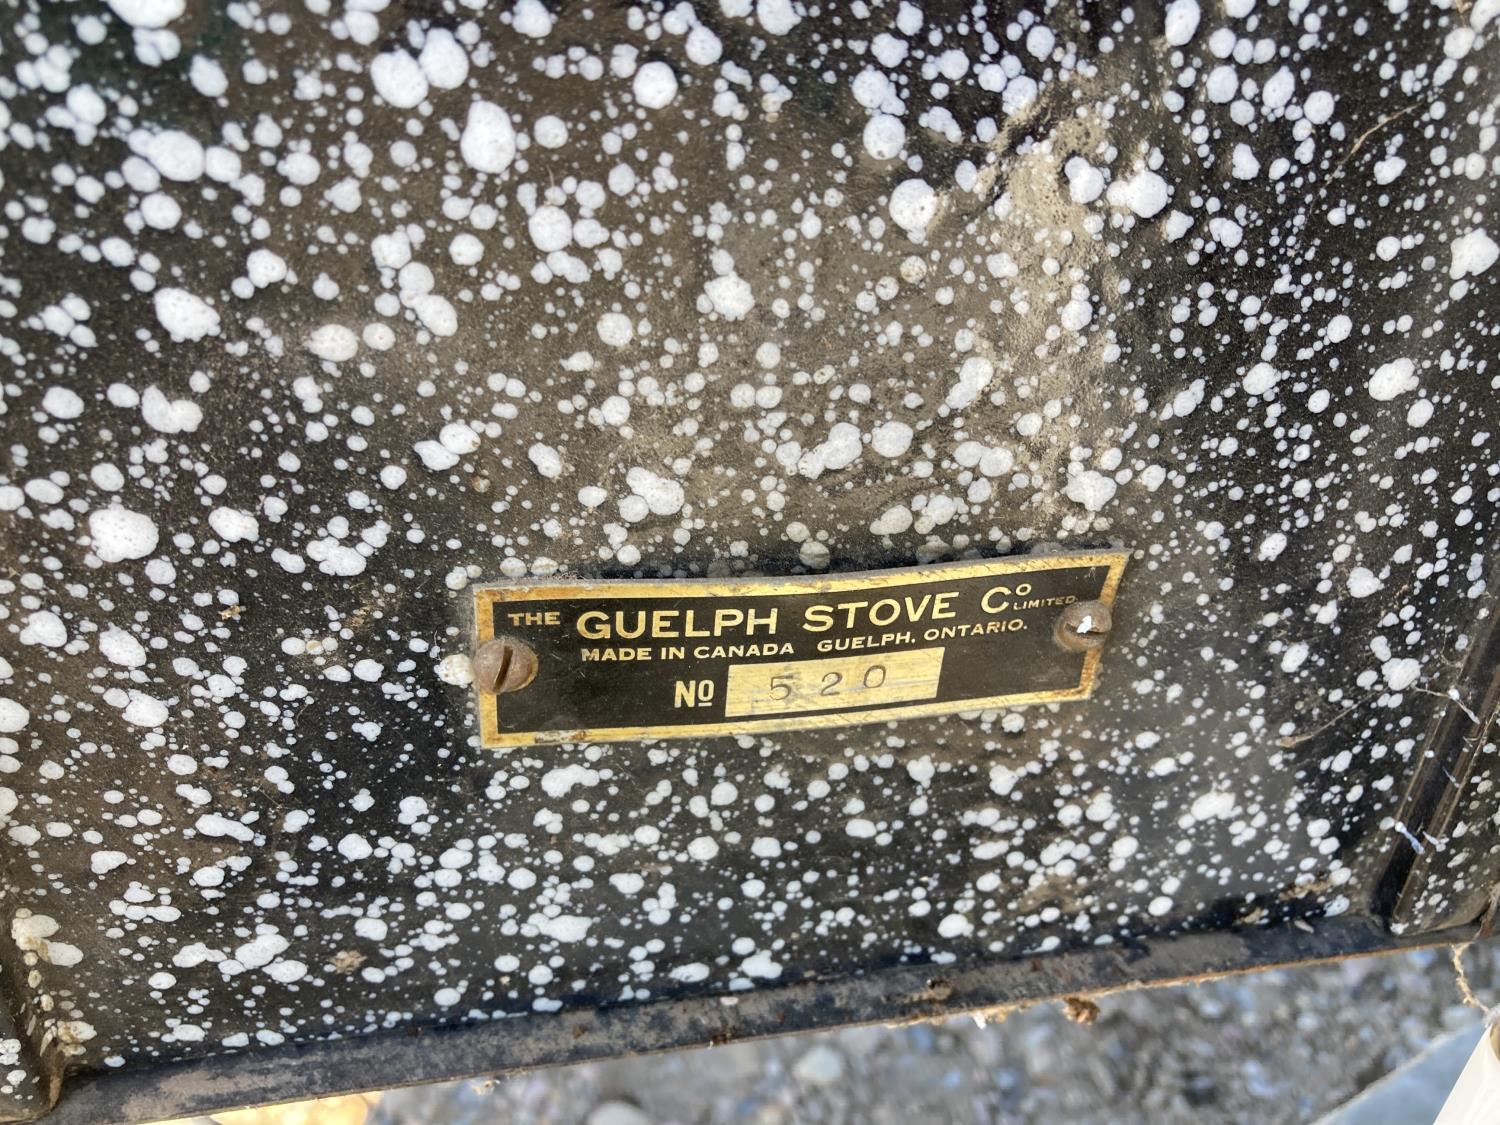 THE GUELPH STOVE Co LIMITED.
MADE IN CANADA GUELPH, ONTARIO.
No 520